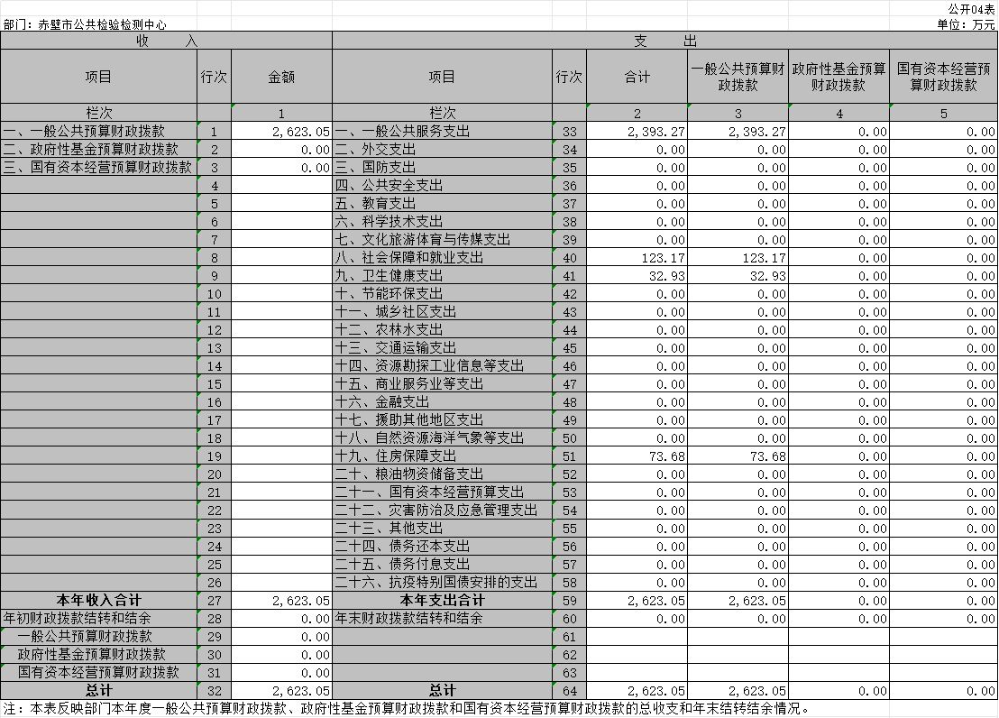 公开04表
部门：赤壁市公共检验检测中心 单位：万元
收 入 支 出
项目 行次 金额 项目 行次 合计 一般公共预算财政拨款 政府性基金预算财政拨款 国有资本经营预算财政拨款
栏次 1 栏次 2 3 4 5
一、一般公共预算财政拨款 1 2,623.05 一、一般公共服务支出 33 2,393.27 2,393.27 0.00 0.00
二、政府性基金预算财政拨款 2 0.00 二、外交支出 34 0.00 0.00 0.00 0.00
三、国有资本经营预算财政拨款 3 0.00 三、国防支出 35 0.00 0.00 0.00 0.00
4 四、公共安全支出 36 0.00 0.00 0.00 0.00
5 五、教育支出 37 0.00 0.00 0.00 0.00
6 六、科学技术支出 38 0.00 0.00 0.00 0.00
7 七、文化旅游体育与传媒支出 39 0.00 0.00 0.00 0.00
8 八、社会保障和就业支出 40 123.17 123.17 0.00 0.00
9 九、卫生健康支出 41 32.93 32.93 0.00 0.00
10 十、节能环保支出 42 0.00 0.00 0.00 0.00
11 十一、城乡社区支出 43 0.00 0.00 0.00 0.00
12 十二、农林水支出 44 0.00 0.00 0.00 0.00
13 十三、交通运输支出 45 0.00 0.00 0.00 0.00
14 十四、资源勘探工业信息等支出 46 0.00 0.00 0.00 0.00
15 十五、商业服务业等支出 47 0.00 0.00 0.00 0.00
16 十六、金融支出 48 0.00 0.00 0.00 0.00
17 十七、援助其他地区支出 49 0.00 0.00 0.00 0.00
18 十八、自然资源海洋气象等支出 50 0.00 0.00 0.00 0.00
19 十九、住房保障支出 51 73.68 73.68 0.00 0.00
20 二十、粮油物资储备支出 52 0.00 0.00 0.00 0.00
21 二十一、国有资本经营预算支出 53 0.00 0.00 0.00 0.00
22 二十二、灾害防治及应急管理支出 54 0.00 0.00 0.00 0.00
23 二十三、其他支出 55 0.00 0.00 0.00 0.00
24 二十四、债务还本支出 56 0.00 0.00 0.00 0.00
25 二十五、债务付息支出 57 0.00 0.00 0.00 0.00
26 二十六、抗疫特别国债安排的支出 58 0.00 0.00 0.00 0.00
本年收入合计 27 2,623.05 本年支出合计 59 2,623.05 2,623.05 0.00 0.00
年初财政拨款结转和结余 28 0.00 年末财政拨款结转和结余 60 0.00 0.00 0.00 0.00
一般公共预算财政拨款 29 0.00 61
政府性基金预算财政拨款 30 0.00 62
国有资本经营预算财政拨款 31 0.00 63
总计 32 2,623.05 总计 64 2,623.05 2,623.05 0.00 0.00
注：本表反映部门本年度一般公共预算财政拨款、政府性基金预算财政拨款和国有资本经营预算财政拨款的总收支和年末结转结余情况。